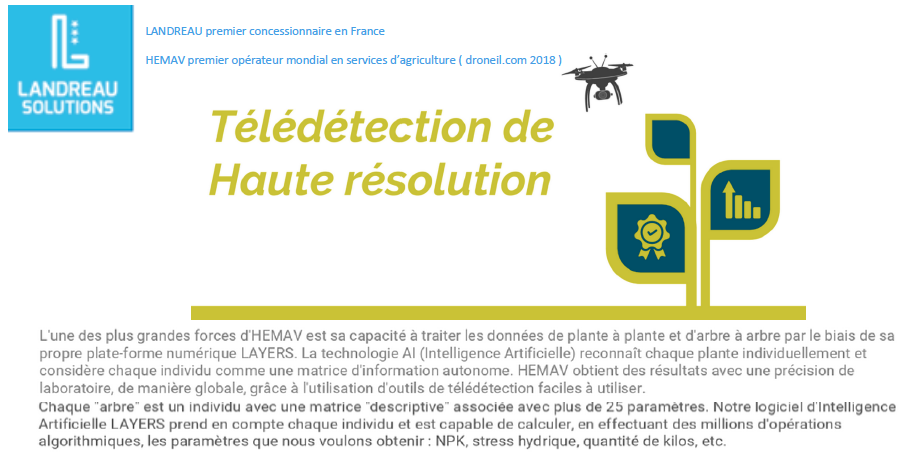 LANDREAU
SOLUTIONS
LANDREAU premier concessionnaire en France
HEMAV premier opérateur mondial en services d'agriculture ( droneil.com 2018 )
Télédétection de
Haute résolution
L'une des plus grandes forces d'HEMAV est sa capacité à traiter les données de plante à plante et d'arbre à arbre par le biais de sa
propre plate-forme numérique LAYERS. La technologie AI (Intelligence Artificielle) reconnaît chaque plante individuellement et
considère chaque individu comme une matrice d'information autonome. HEMAV obtient des résultats avec une précision de
laboratoire, de manière globale, grâce à l'utilisation d'outils de télédétection faciles à utiliser.
Chaque "arbre" est un individu avec une matrice "descriptive" associée avec plus de 25 paramètres. Notre logiciel d'Intelligence
Artificielle LAYERS prend en compte chaque individu et est capable de calculer, en effectuant des millions d'opérations
algorithmiques, les paramètres que nous voulons obtenir : NPK, stress hydrique, quantité de kilos, etc.